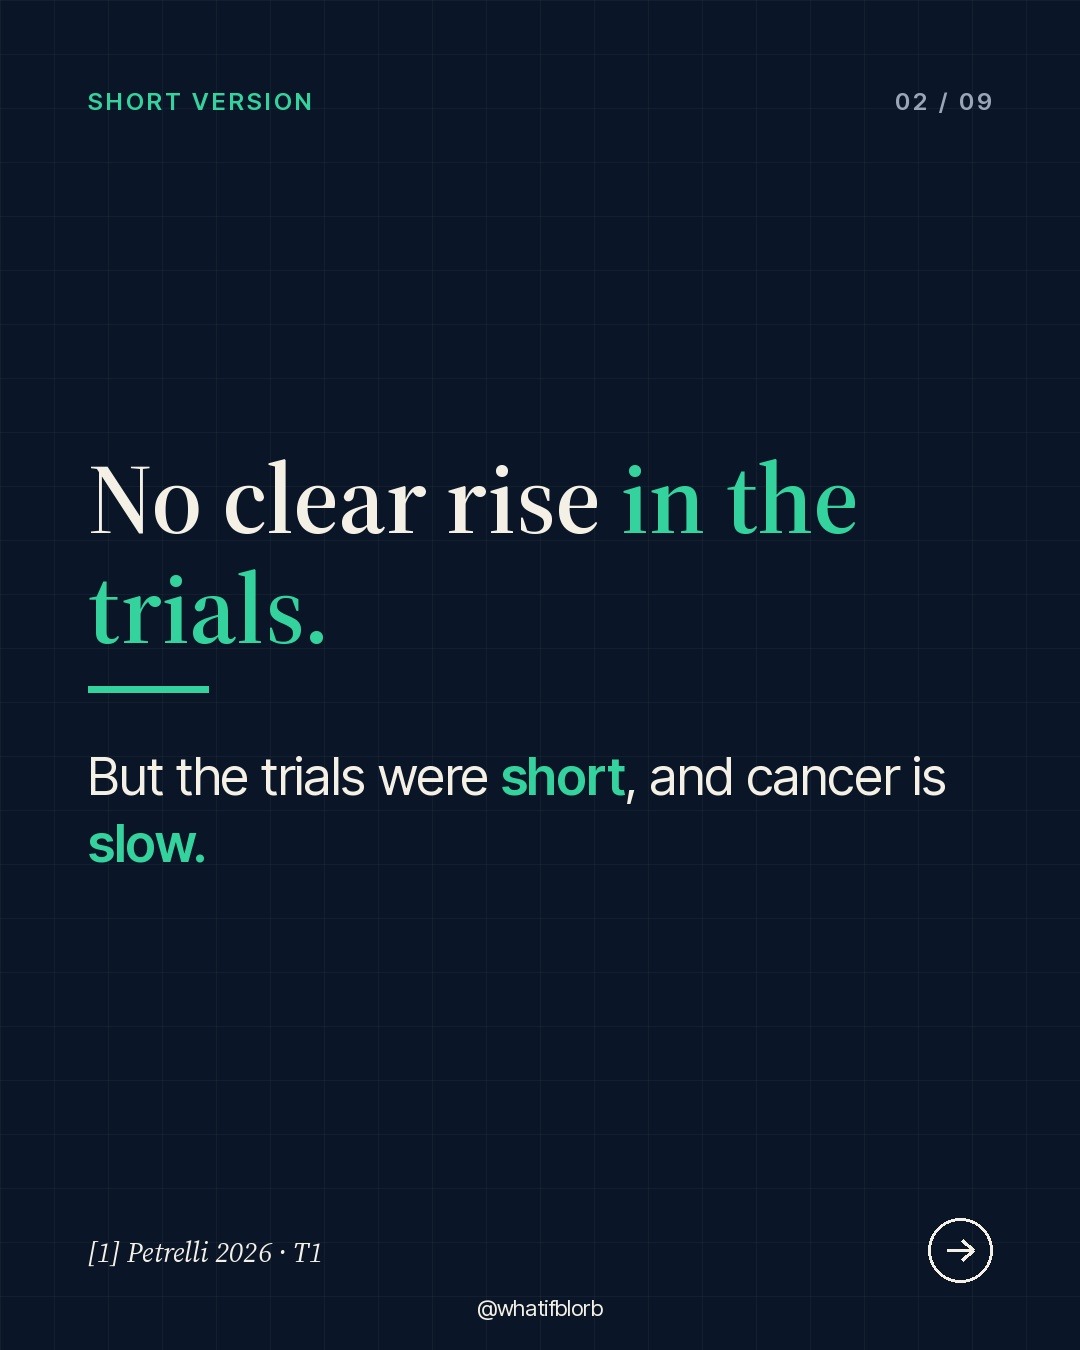 SHORT VERSION
02 / 09
No clear rise in the
trials.
But the trials were short, and cancer is
slow.
[1] Petrelli 2026 · T1
@whatifblorb